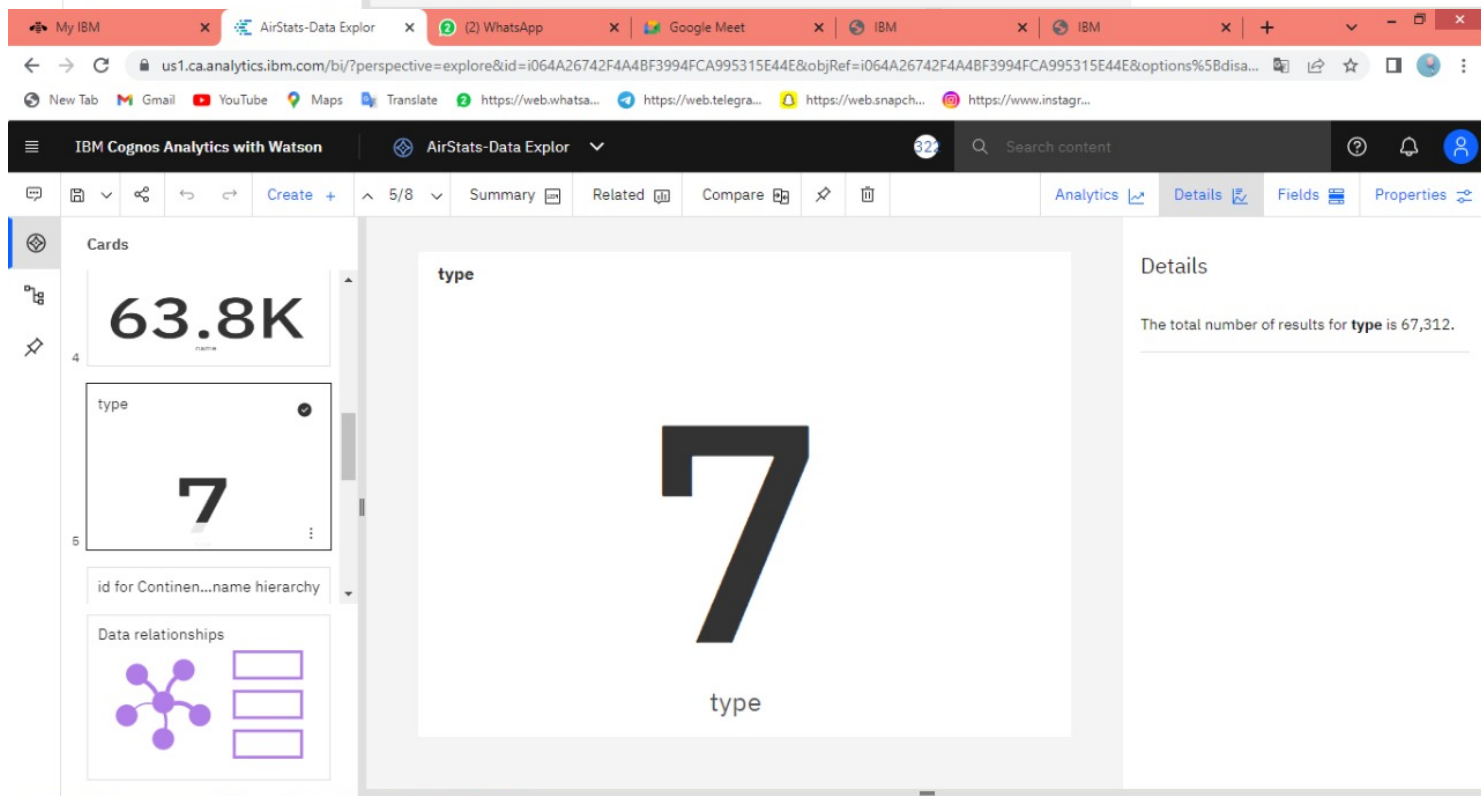 My IBM
AirStats-Data Explor
(2) WhatsApp
Google Meet
IBM
IBM
us1.ca.analytics.ibm.com/bi/?perspective=explore&id=i064A26742F4A4BF3994FCA995315E44E&objRef=i064A26742F4A4BF3994FCA995315E44E&options%5Bdisa...
New Tab
Gmail
YouTube
Maps
Translate
https://web.whatsa...
https://web.telegra...
https://web.snapch...
https://www.instagr...
IBM Cognos Analytics with Watson
AirStats-Data Explor
322
Search content
Create +
5/8
Summary
Related
Compare
Analytics
Details
Fields
Properties
Cards
63.8K
name
4
type
7
5
id for Continen...name hierarchy
Data relationships
type
7
type
Details
The total number of results for type is 67,312.